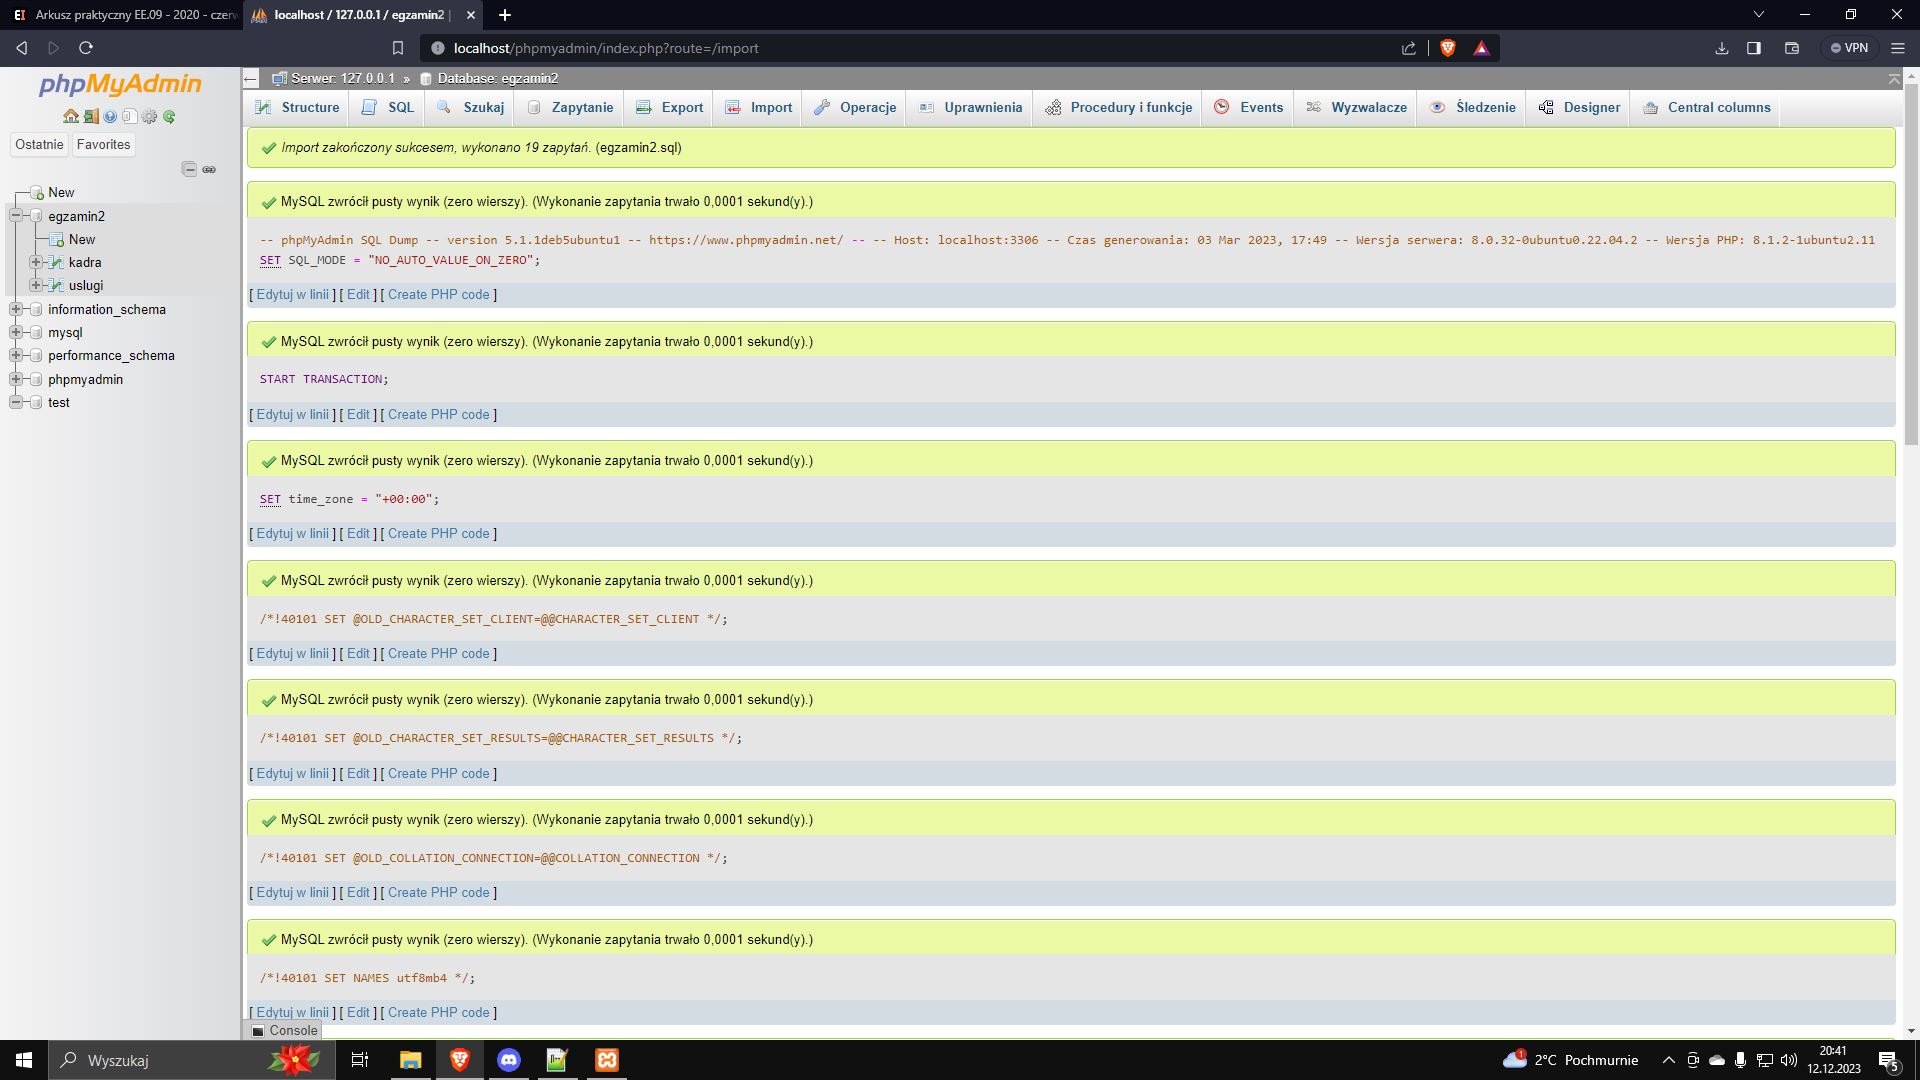 Arkusz praktyczny EE.09 - 2020 - czerw
localhost / 127.0.0.1 / egzamin2 |
localhost/phpmyadmin/index.php?route=/import
VPN
phpMyAdmin
Ostatnie Favorites
New
egzamin2
New
kadra
uslugi
information_schema
mysql
performance_schema
phpmyadmin
test
Serwer: 127.0.0.1 » Database: egzamin2
Structure SQL Szukaj Zapytanie Export Import Operacje Uprawnienia Procedury i funkcje Events Wyzwalacze Śledzenie Designer Central columns
Import zakończony sukcesem, wykonano 19 zapytań. (egzamin2.sql)
MySQL zwrócił pusty wynik (zero wierszy). (Wykonanie zapytania trwało 0,0001 sekund(y).)
-- phpMyAdmin SQL Dump -- version 5.1.1deb5ubuntu1 -- https://www.phpmyadmin.net/ -- -- Host: localhost:3306 -- Czas generowania: 03 Mar 2023, 17:49 -- Wersja serwera: 8.0.32-0ubuntu0.22.04.2 -- Wersja PHP: 8.1.2-1ubuntu2.11
SET SQL_MODE = "NO_AUTO_VALUE_ON_ZERO";
[ Edytuj w linii ] [ Edit ] [ Create PHP code ]
MySQL zwrócił pusty wynik (zero wierszy). (Wykonanie zapytania trwało 0,0001 sekund(y).)
START TRANSACTION;
[ Edytuj w linii ] [ Edit ] [ Create PHP code ]
MySQL zwrócił pusty wynik (zero wierszy). (Wykonanie zapytania trwało 0,0001 sekund(y).)
SET time_zone = "+00:00";
[ Edytuj w linii ] [ Edit ] [ Create PHP code ]
MySQL zwrócił pusty wynik (zero wierszy). (Wykonanie zapytania trwało 0,0001 sekund(y).)
/*!40101 SET @OLD_CHARACTER_SET_CLIENT=@@CHARACTER_SET_CLIENT */;
[ Edytuj w linii ] [ Edit ] [ Create PHP code ]
MySQL zwrócił pusty wynik (zero wierszy). (Wykonanie zapytania trwało 0,0001 sekund(y).)
/*!40101 SET @OLD_CHARACTER_SET_RESULTS=@@CHARACTER_SET_RESULTS */;
[ Edytuj w linii ] [ Edit ] [ Create PHP code ]
MySQL zwrócił pusty wynik (zero wierszy). (Wykonanie zapytania trwało 0,0001 sekund(y).)
/*!40101 SET @OLD_COLLATION_CONNECTION=@@COLLATION_CONNECTION */;
[ Edytuj w linii ] [ Edit ] [ Create PHP code ]
MySQL zwrócił pusty wynik (zero wierszy). (Wykonanie zapytania trwało 0,0001 sekund(y).)
/*!40101 SET NAMES utf8mb4 */;
[ Edytuj w linii ] [ Edit ] [ Create PHP code ]
Console
Wyszukaj
1
2°C Pochmurnie
20:41
12.12.2023
5